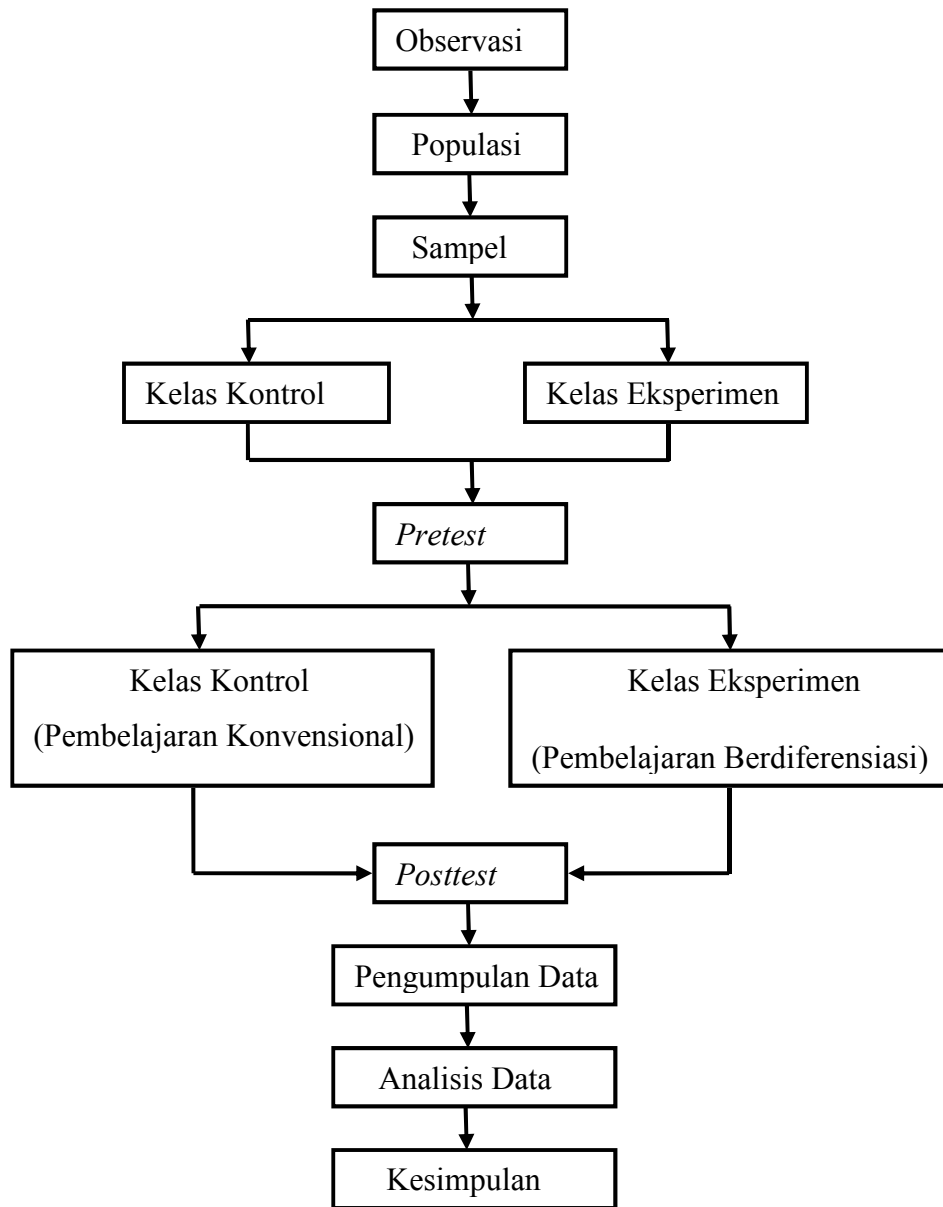 Observasi
Populasi
Sampel
Kelas Kontrol
Kelas Eksperimen
Pretest
Kelas Kontrol
(Pembelajaran Konvensional)
Kelas Eksperimen
(Pembelajaran Berdiferensiasi)
Posttest
Pengumpulan Data
Analisis Data
Kesimpulan